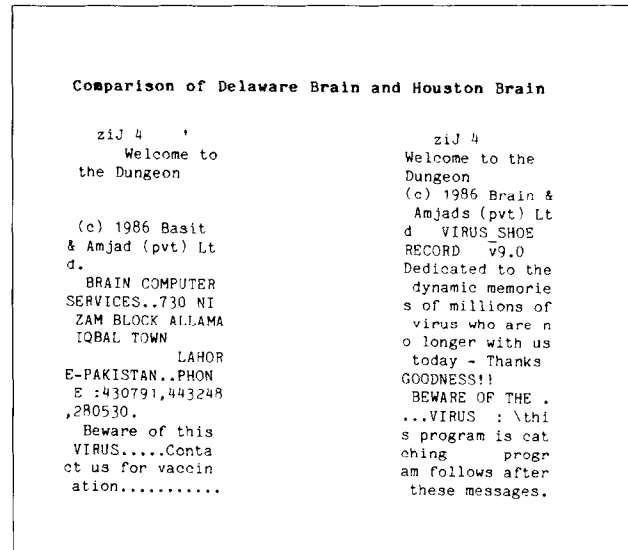 Comparison of Delaware Brain and Houston Brain
ziJ 4 '
Welcome to
the Dungeon
(c) 1986 Basit
& Amjad (pvt) Lt
d.
BRAIN COMPUTER
SERVICES..730 NI
ZAM BLOCK ALLAMA
IQBAL TOWN
LAHOR
E-PAKISTAN..PHON
E :430791,443248
,280530.
Beware of this
VIRUS.....Conta
ct us for vaccin
ation...........
ziJ 4
Welcome to the
Dungeon
(c) 1986 Brain &
Amjads (pvt) Lt
d VIRUS_SHOE
RECORD v9.0
Dedicated to the
dynamic memorie
s of millions of
virus who are n
o longer with us
today - Thanks
GOODNESS!!
BEWARE OF THE .
...VIRUS : \thi
s program is cat
ching progr
am follows after
these messages.